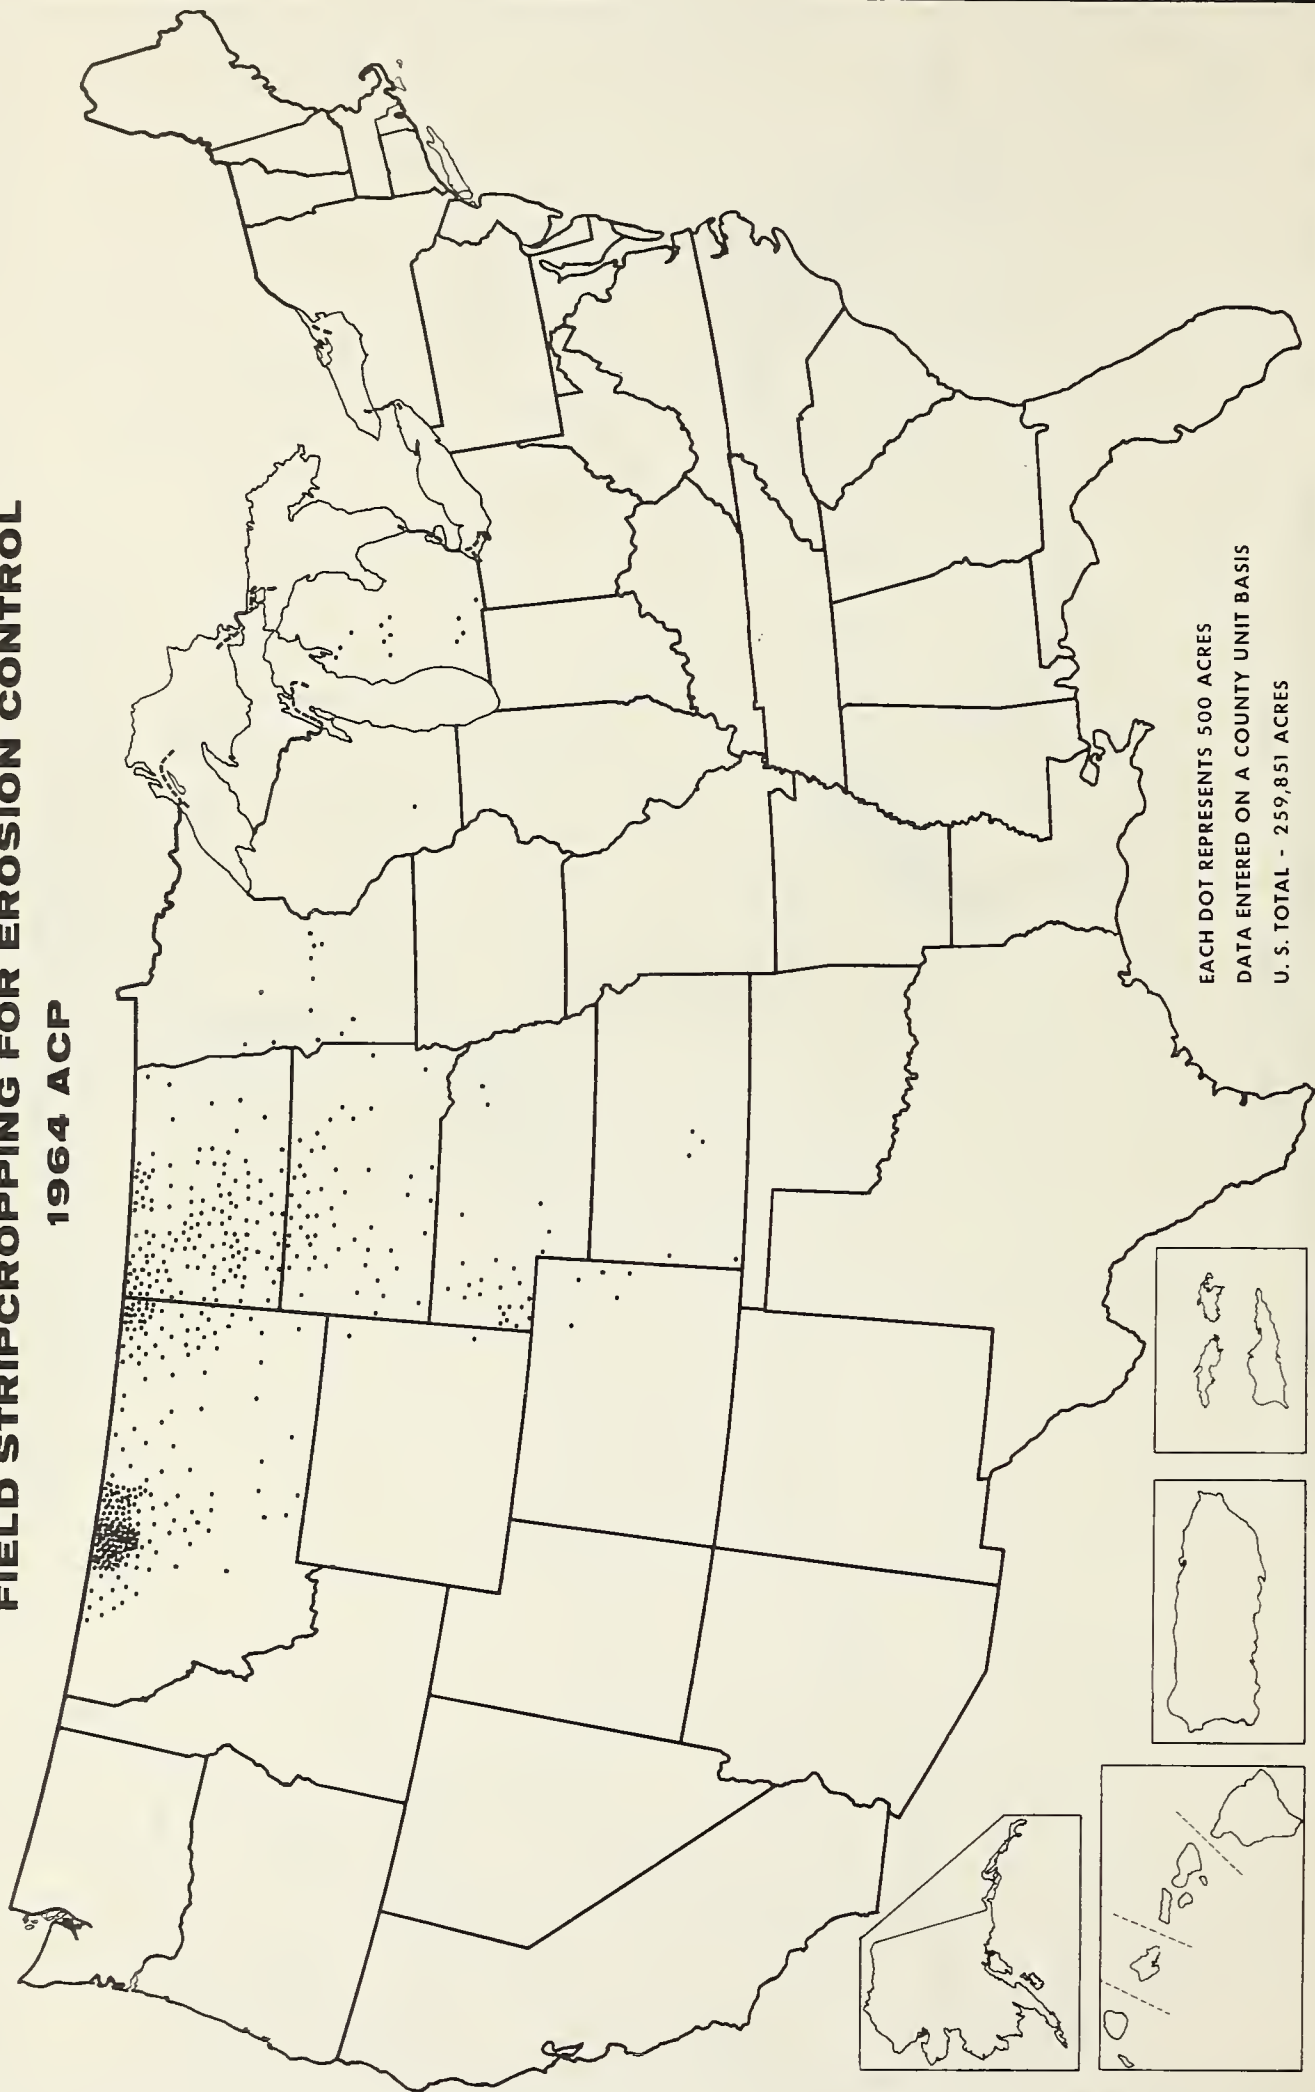 FIELD STRIPCROPPING FOR EROSION CONTROL
1964 ACP
EACH DOT REPRESENTS 500 ACRES
DATA ENTERED ON A COUNTY UNIT BASIS
U. S. TOTAL - 259,851 ACRES